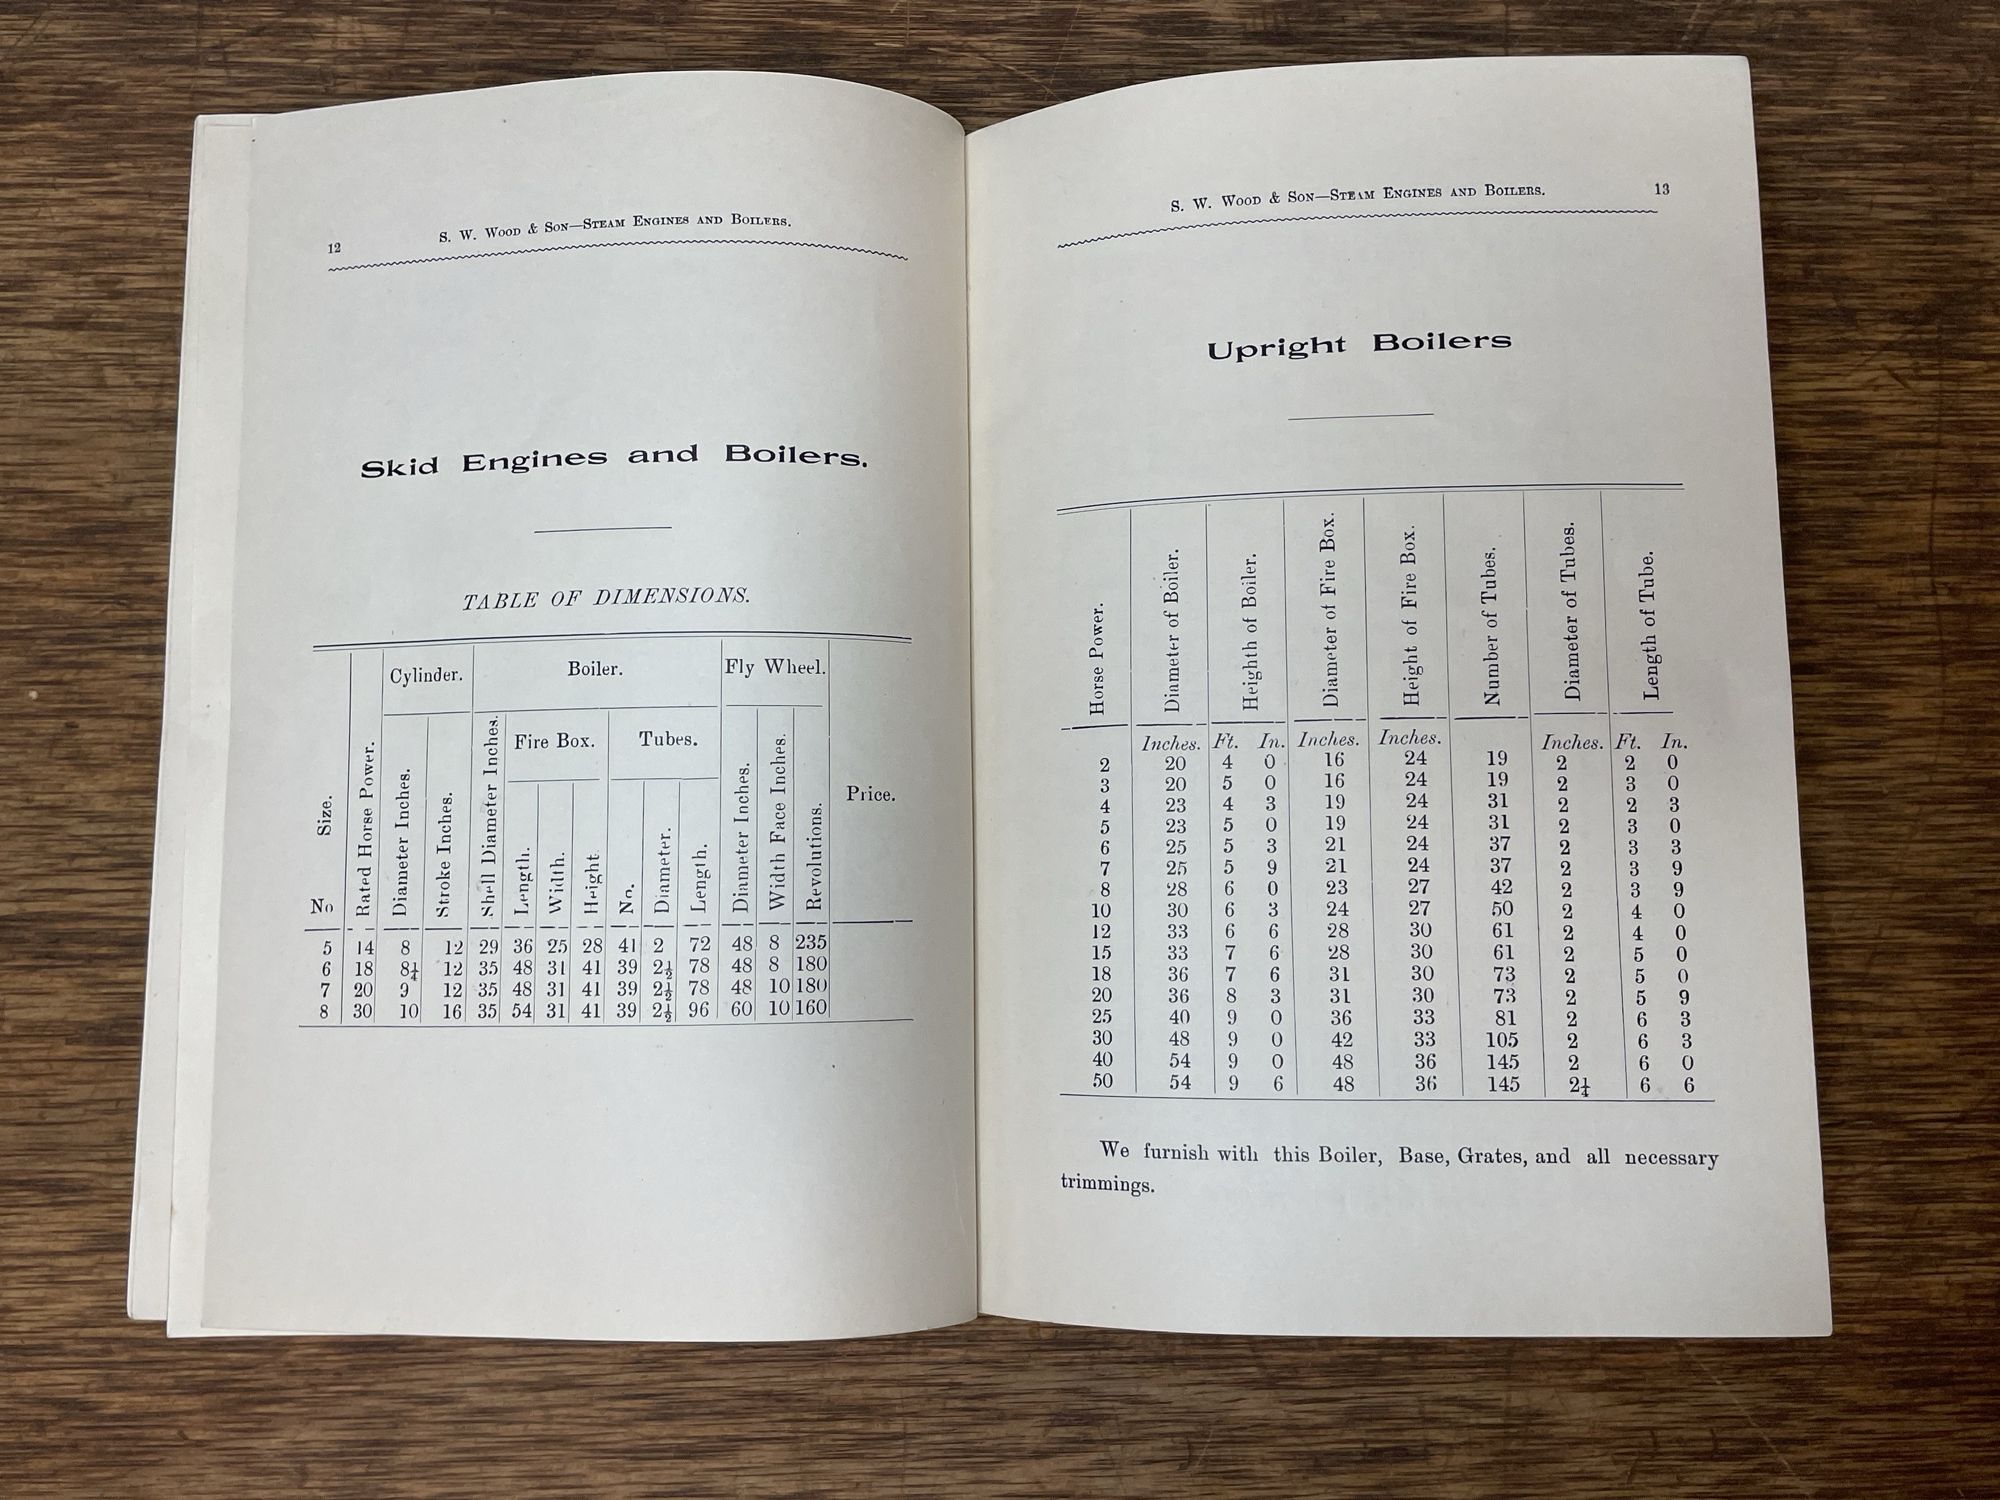 12
S. W. Wood & Son—Steam Engines and Boilers.
Skid Engines and Boilers.
TABLE OF DIMENSIONS.
Cylinder. Boiler. Fly Wheel.
Fire Box. Tubes.
Size. Rated Horse Power. Diameter Inches. Stroke Inches. Shell Diameter Inches. Length. Width. Height No. Diameter. Length. Diameter Inches. Width Face Inches. Revolutions. Price.
No
5 14 8 12 29 36 25 28 41 2 72 48 8 235
6 18 8¼ 12 35 48 31 41 39 2½ 78 48 8 180
7 20 9 12 35 48 31 41 39 2½ 78 48 10 180
8 30 10 16 35 54 31 41 39 2½ 96 60 10 160
S. W. Wood & Son—Steam Engines and Boilers. 13
Upright Boilers
Horse Power. Diameter of Boiler. Heighth of Boiler. Diameter of Fire Box. Height of Fire Box. Number of Tubes. Diameter of Tubes. Length of Tube.
Inches. Ft. In. Inches. Inches. Inches. Ft. In.
2 20 4 0 16 24 19 2 2 0
3 20 5 0 16 24 19 2 3 0
4 23 4 3 19 24 31 2 2 3
5 23 5 0 19 24 31 2 3 0
6 25 5 3 21 24 37 2 3 3
7 25 5 9 21 24 37 2 3 9
8 28 6 0 23 27 42 2 3 9
10 30 6 3 24 27 50 2 4 0
12 33 6 6 28 30 61 2 4 0
15 33 7 6 28 30 61 2 5 0
18 36 7 6 31 30 73 2 5 0
20 36 8 3 31 30 73 2 5 9
25 40 9 0 36 33 81 2 6 3
30 48 9 0 42 33 105 2 6 3
40 54 9 0 48 36 145 2 6 0
50 54 9 6 48 36 145 2¼ 6 6
We furnish with this Boiler, Base, Grates, and all necessary
trimmings.